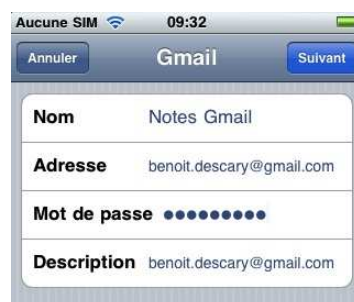 Aucune SIM 09:32
Annuler Gmail Suivant
Nom Notes Gmail
Adresse benoit.descary@gmail.com
Mot de passe ●●●●●●●●●
Description benoit.descary@gmail.com